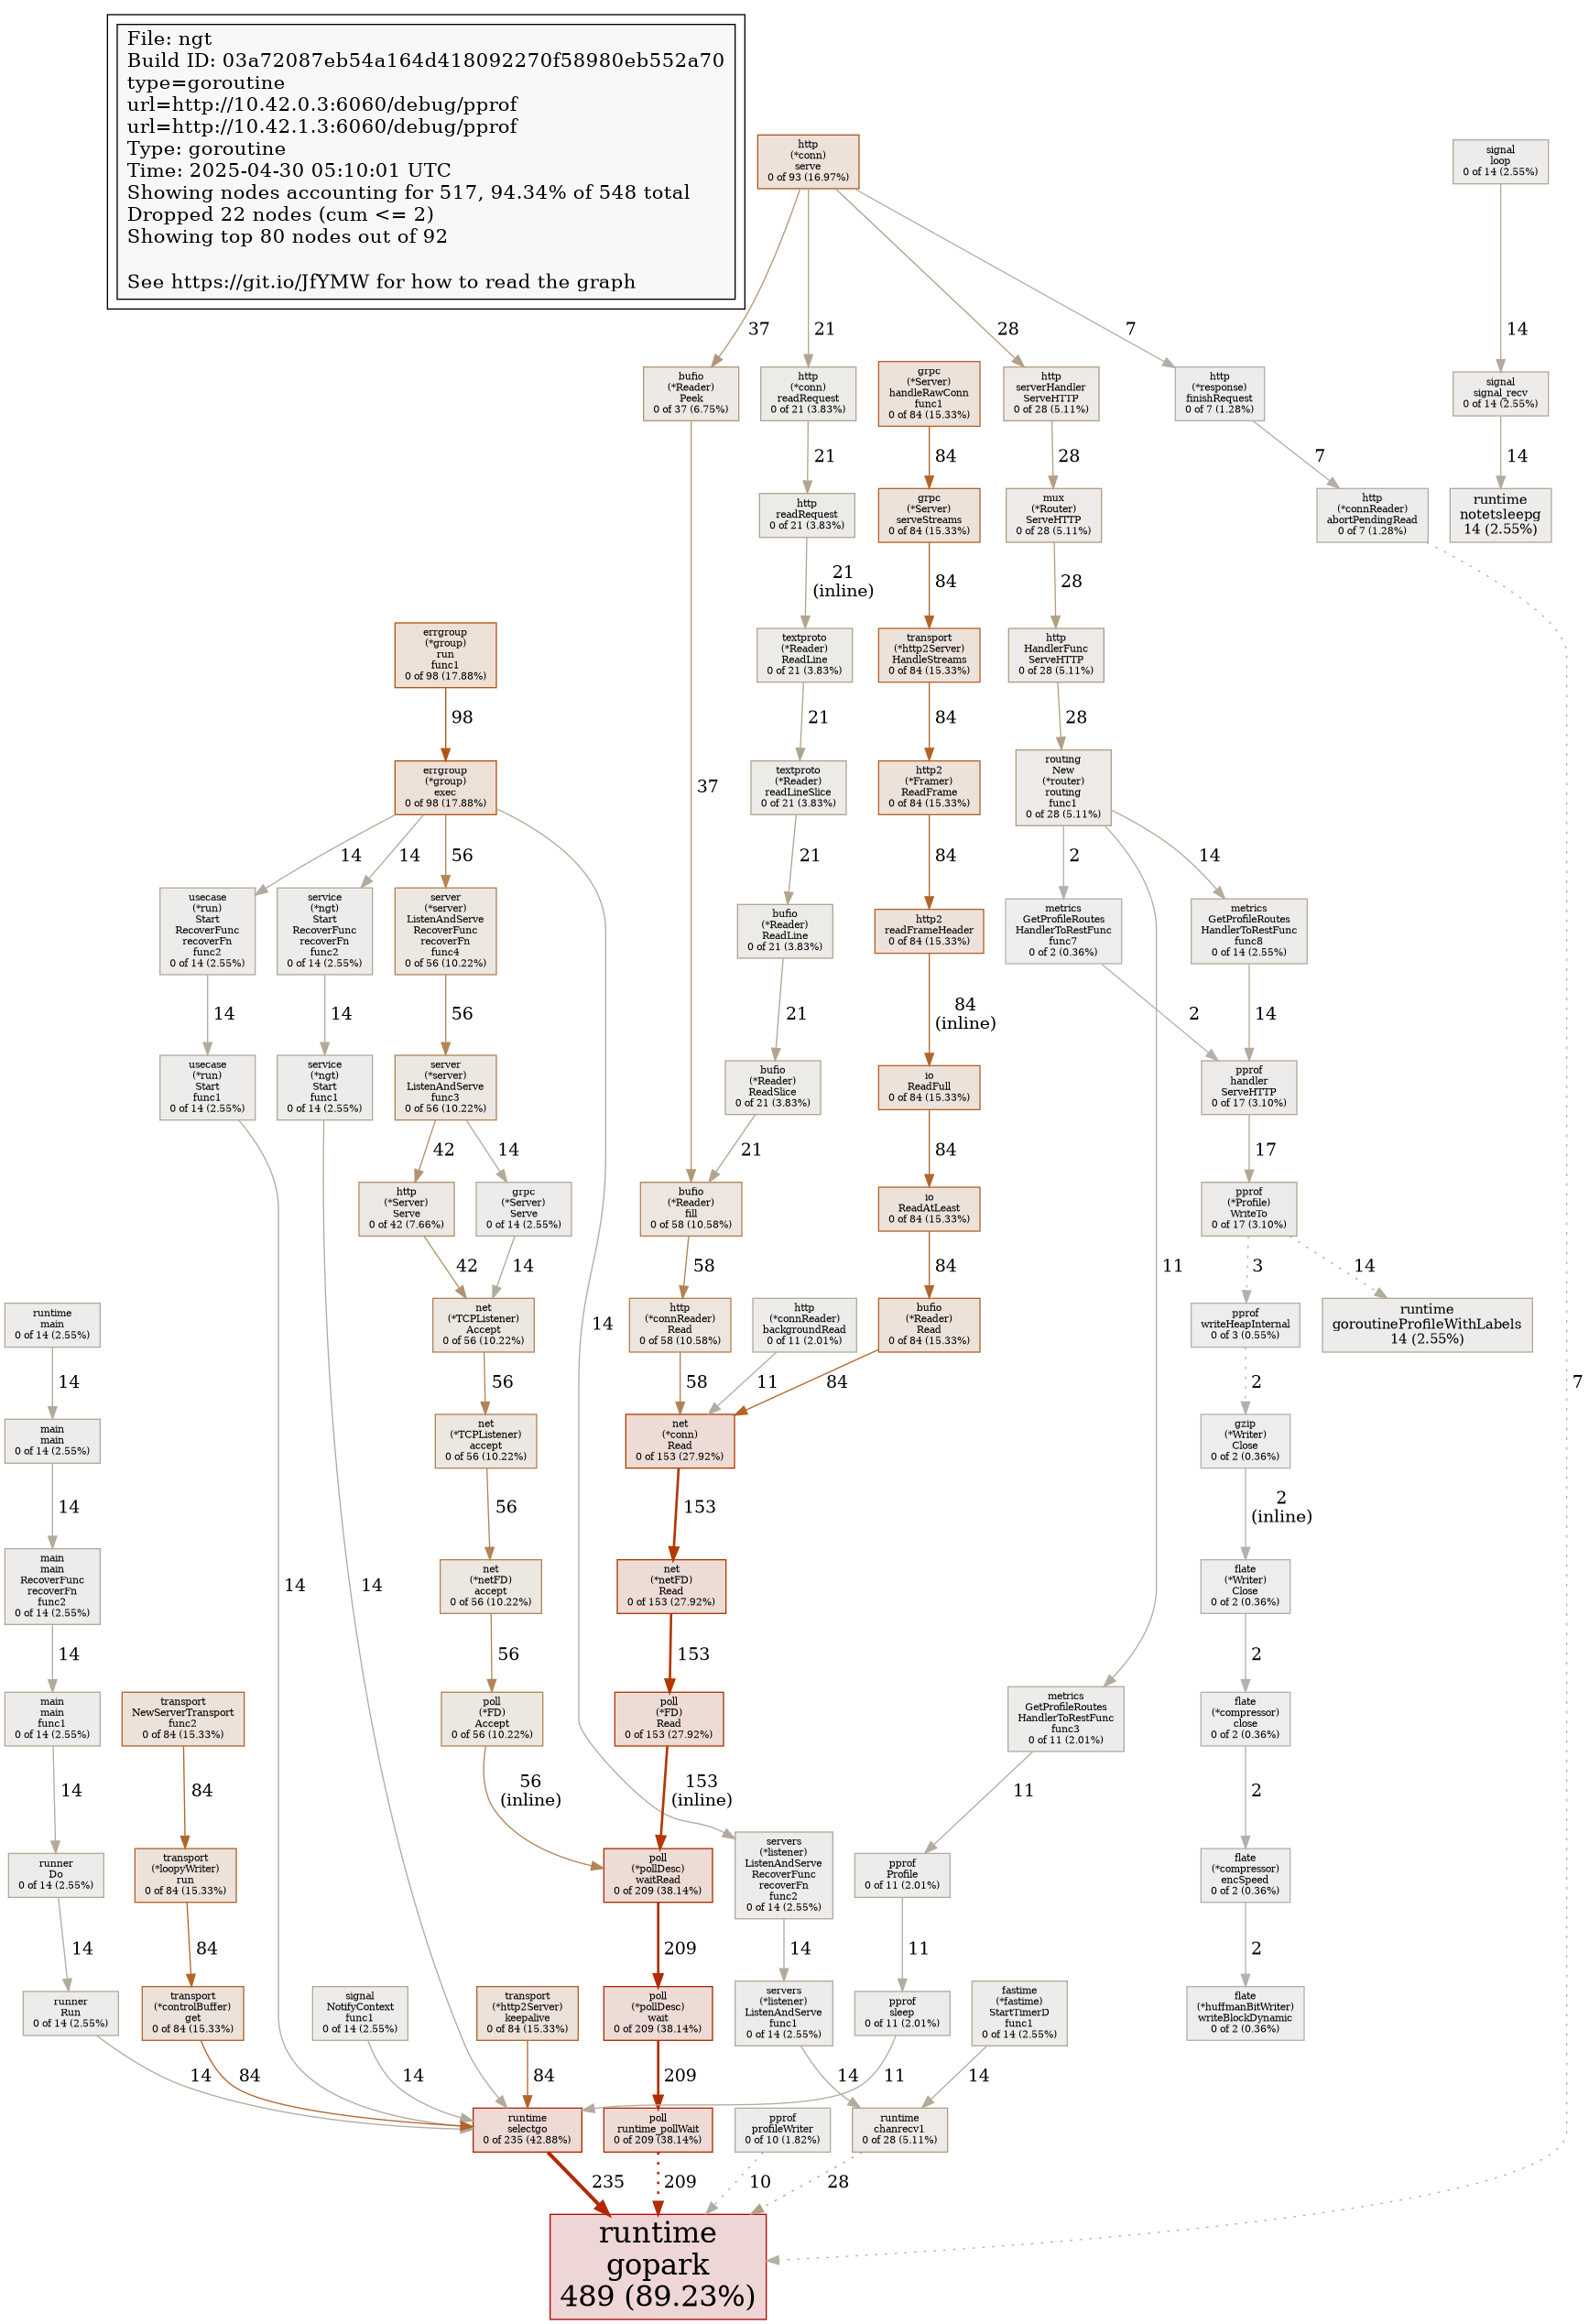 File: ngt
Build ID: 03a72087eb54a164d418092270f58980eb552a70
type=goroutine
url=http://10.42.0.3:6060/debug/pprof
url=http://10.42.1.3:6060/debug/pprof
Type: goroutine
Time: 2025-04-30 05:10:01 UTC
Showing nodes accounting for 517, 94.34% of 548 total
Dropped 22 nodes (cum <= 2)
Showing top 80 nodes out of 92
See https://git.io/JfYMW for how to read the graph
http
(*conn)
serve
0 of 93 (16.97%)
signal
loop
0 of 14 (2.55%)
37
21
28
7
14
bufio
(*Reader)
Peek
0 of 37 (6.75%)
http
(*conn)
readRequest
0 of 21 (3.83%)
grpc
(*Server)
handleRawConn
func1
0 of 84 (15.33%)
http
serverHandler
ServeHTTP
0 of 28 (5.11%)
http
(*response)
finishRequest
0 of 7 (1.28%)
signal
signal_recv
0 of 14 (2.55%)
21
84
28
7
14
http
readRequest
0 of 21 (3.83%)
grpc
(*Server)
serveStreams
0 of 84 (15.33%)
mux
(*Router)
ServeHTTP
0 of 28 (5.11%)
http
(*connReader)
abortPendingRead
0 of 7 (1.28%)
runtime
notetsleepg
14 (2.55%)
21
(inline)
84
28
errgroup
(*group)
run
func1
0 of 98 (17.88%)
textproto
(*Reader)
ReadLine
0 of 21 (3.83%)
transport
(*http2Server)
HandleStreams
0 of 84 (15.33%)
http
HandlerFunc
ServeHTTP
0 of 28 (5.11%)
98
21
84
28
errgroup
(*group)
exec
0 of 98 (17.88%)
37
textproto
(*Reader)
readLineSlice
0 of 21 (3.83%)
http2
(*Framer)
ReadFrame
0 of 84 (15.33%)
routing
New
(*router)
routing
func1
0 of 28 (5.11%)
14
14
56
21
84
2
14
usecase
(*run)
Start
RecoverFunc
recoverFn
func2
0 of 14 (2.55%)
service
(*ngt)
Start
RecoverFunc
recoverFn
func2
0 of 14 (2.55%)
server
(*server)
ListenAndServe
RecoverFunc
recoverFn
func4
0 of 56 (10.22%)
bufio
(*Reader)
ReadLine
0 of 21 (3.83%)
http2
readFrameHeader
0 of 84 (15.33%)
metrics
GetProfileRoutes
HandlerToRestFunc
func7
0 of 2 (0.36%)
metrics
GetProfileRoutes
HandlerToRestFunc
func8
0 of 14 (2.55%)
14
14
56
21
84
(inline)
2
14
usecase
(*run)
Start
func1
0 of 14 (2.55%)
service
(*ngt)
Start
func1
0 of 14 (2.55%)
server
(*server)
ListenAndServe
func3
0 of 56 (10.22%)
bufio
(*Reader)
ReadSlice
0 of 21 (3.83%)
io
ReadFull
0 of 84 (15.33%)
pprof
handler
ServeHTTP
0 of 17 (3.10%)
42
14
21
84
17
http
(*Server)
Serve
0 of 42 (7.66%)
grpc
(*Server)
Serve
0 of 14 (2.55%)
bufio
(*Reader)
fill
0 of 58 (10.58%)
io
ReadAtLeast
0 of 84 (15.33%)
pprof
(*Profile)
WriteTo
0 of 17 (3.10%)
42
14
58
84
11
3
14
runtime
main
0 of 14 (2.55%)
net
(*TCPListener)
Accept
0 of 56 (10.22%)
14
http
(*connReader)
Read
0 of 58 (10.58%)
http
(*connReader)
backgroundRead
0 of 11 (2.01%)
bufio
(*Reader)
Read
0 of 84 (15.33%)
pprof
writeHeapInternal
0 of 3 (0.55%)
runtime
goroutineProfileWithLabels
14 (2.55%)
14
56
58
11
84
2
7
main
main
0 of 14 (2.55%)
net
(*TCPListener)
accept
0 of 56 (10.22%)
net
(*conn)
Read
0 of 153 (27.92%)
gzip
(*Writer)
Close
0 of 2 (0.36%)
14
56
153
2
(inline)
main
main
RecoverFunc
recoverFn
func2
0 of 14 (2.55%)
14
14
net
(*netFD)
accept
0 of 56 (10.22%)
net
(*netFD)
Read
0 of 153 (27.92%)
flate
(*Writer)
Close
0 of 2 (0.36%)
14
56
153
2
main
main
func1
0 of 14 (2.55%)
transport
NewServerTransport
func2
0 of 84 (15.33%)
poll
(*FD)
Accept
0 of 56 (10.22%)
poll
(*FD)
Read
0 of 153 (27.92%)
metrics
GetProfileRoutes
HandlerToRestFunc
func3
0 of 11 (2.01%)
flate
(*compressor)
close
0 of 2 (0.36%)
14
84
56
(inline)
153
(inline)
11
2
runner
Do
0 of 14 (2.55%)
transport
(*loopyWriter)
run
0 of 84 (15.33%)
poll
(*pollDesc)
waitRead
0 of 209 (38.14%)
servers
(*listener)
ListenAndServe
RecoverFunc
recoverFn
func2
0 of 14 (2.55%)
pprof
Profile
0 of 11 (2.01%)
flate
(*compressor)
encSpeed
0 of 2 (0.36%)
14
84
209
14
11
2
runner
Run
0 of 14 (2.55%)
transport
(*controlBuffer)
get
0 of 84 (15.33%)
signal
NotifyContext
func1
0 of 14 (2.55%)
transport
(*http2Server)
keepalive
0 of 84 (15.33%)
poll
(*pollDesc)
wait
0 of 209 (38.14%)
servers
(*listener)
ListenAndServe
func1
0 of 14 (2.55%)
pprof
sleep
0 of 11 (2.01%)
fastime
(*fastime)
StartTimerD
func1
0 of 14 (2.55%)
flate
(*huffmanBitWriter)
writeBlockDynamic
0 of 2 (0.36%)
14
84
14
84
209
14
11
14
runtime
selectgo
0 of 235 (42.88%)
poll
runtime_pollWait
0 of 209 (38.14%)
pprof
profileWriter
0 of 10 (1.82%)
runtime
chanrecv1
0 of 28 (5.11%)
235
209
10
28
runtime
gopark
489 (89.23%)